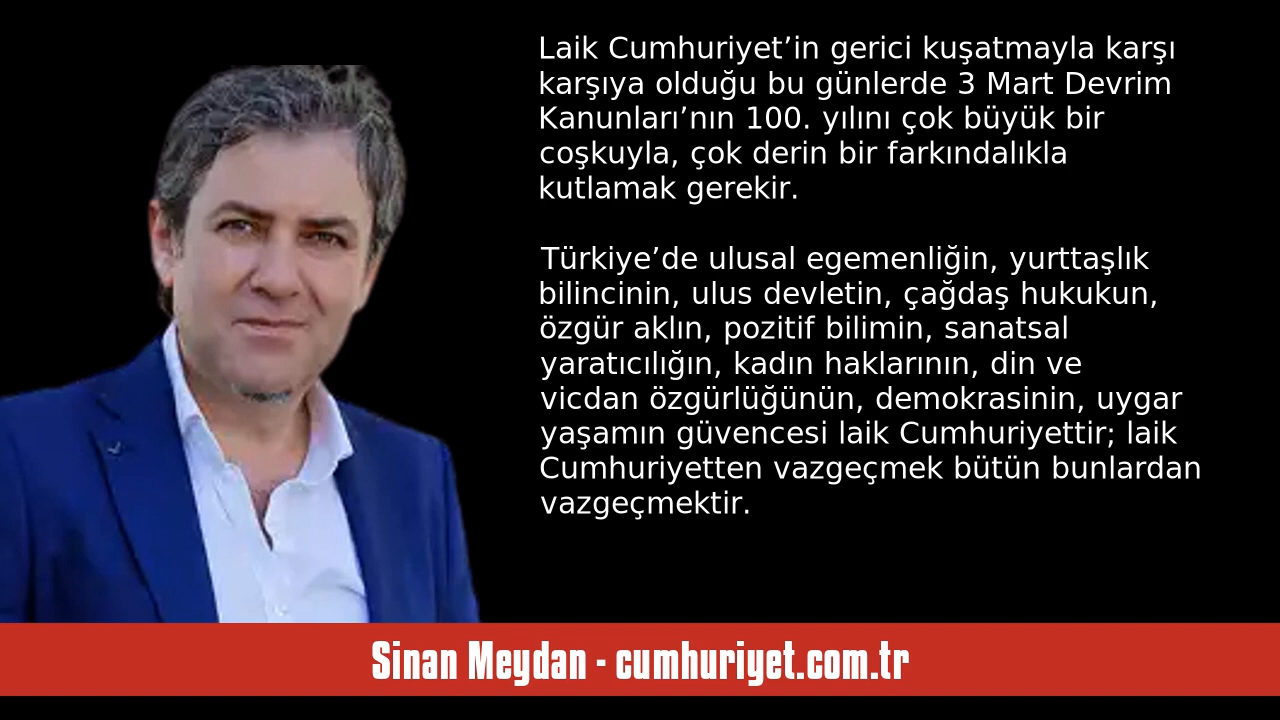 Laik Cumhuriyet’in gerici kuşatmayla karşı
karşıya olduğu bu günlerde 3 Mart Devrim
Kanunları’nın 100. yılını çok büyük bir
coşkuyla, çok derin bir farkındalıkla
kutlamak gerekir.
Türkiye’de ulusal egemenliğin, yurttaşlık
bilincinin, ulus devletin, çağdaş hukukun,
özgür aklın, pozitif bilimin, sanatsal
yaratıcılığın, kadın haklarının, din ve
vicdan özgürlüğünün, demokrasinin, uygar
yaşamın güvencesi laik Cumhuriyettir; laik
Cumhuriyetten vazgeçmek bütün bunlardan
vazgeçmektir.
Sinan Meydan - cumhuriyet.com.tr